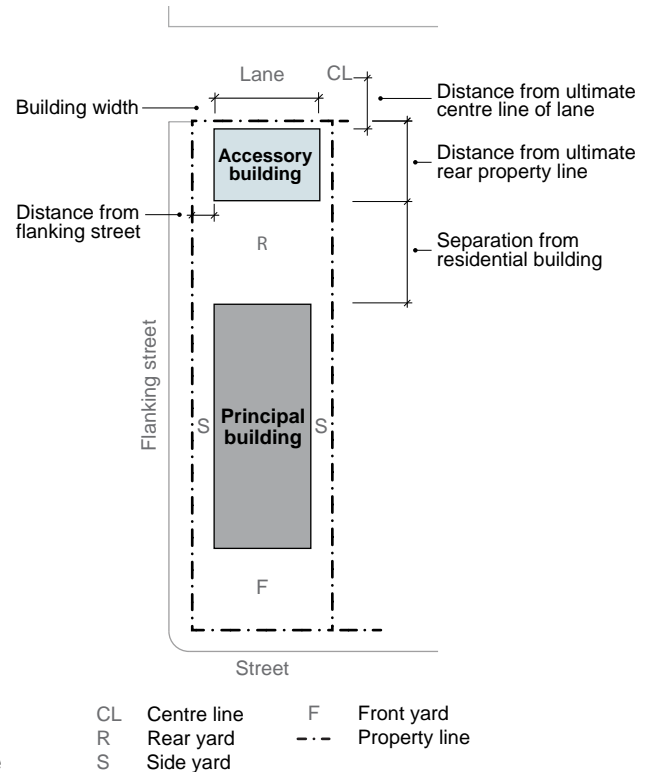 Lane
CL
Building width
Distance from ultimate
centre line of lane
Accessory
building
Distance from ultimate
rear property line
Distance from
flanking street
R
Separation from
residential building
Flanking street
S
Principal
building
S
F
Street
CL Centre line
F Front yard
R Rear yard
Property line
S Side yard